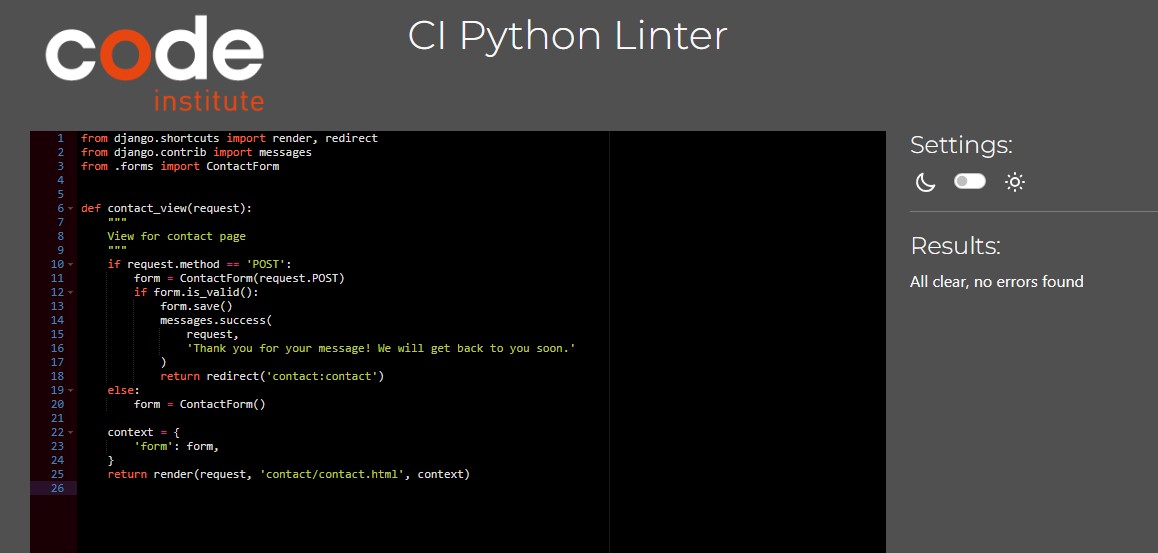 code
institute
CI Python Linter
1 from django.shortcuts import render, redirect
2 from django.contrib import messages
3 from .forms import ContactForm
4
5
6 def contact_view(request):
7     """
8     View for contact page
9     """
10     if request.method == 'POST':
11         form = ContactForm(request.POST)
12         if form.is_valid():
13             form.save()
14             messages.success(
15                 request,
16                 'Thank you for your message! We will get back to you soon.'
17             )
18             return redirect('contact:contact')
19     else:
20         form = ContactForm()
21
22     context = {
23         'form': form,
24     }
25     return render(request, 'contact/contact.html', context)
26
Settings:
Results:
All clear, no errors found